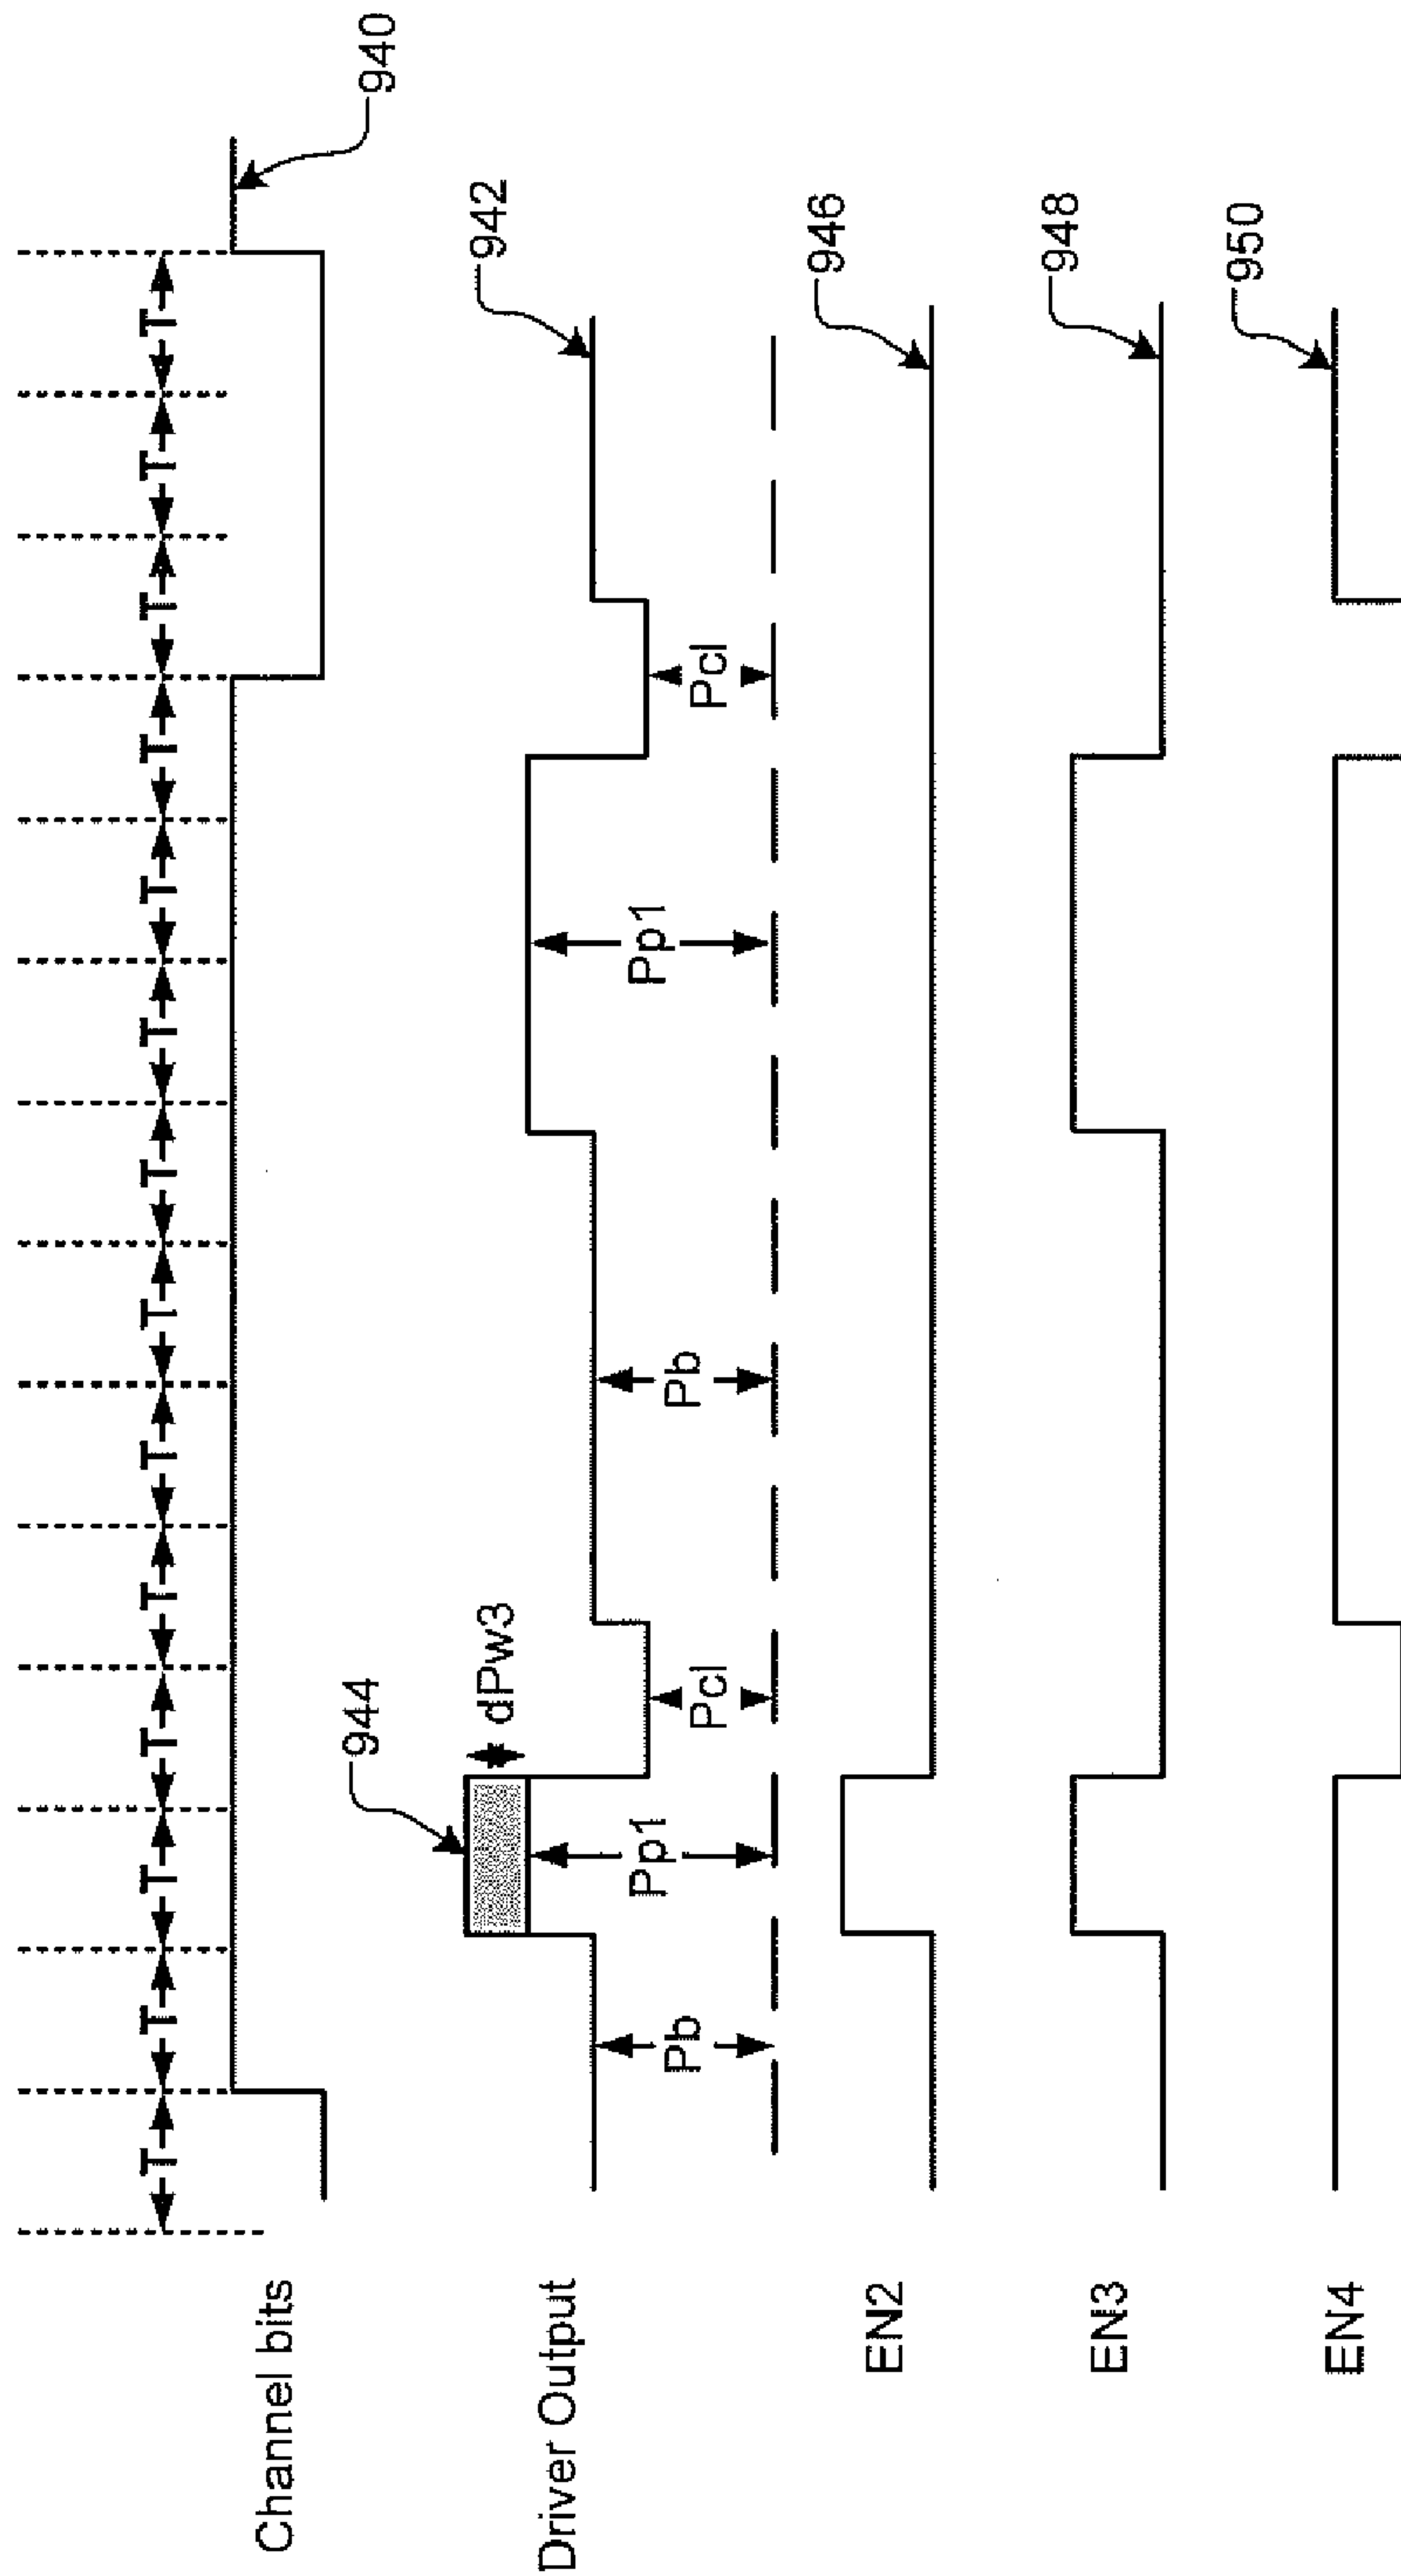 T T T T T T T T T T T T T T
Channel bits
940
944
dPw3
942
Driver Output
Pb Pp1 Pcl Pb Pp1 Pcl
EN2
946
EN3
948
EN4
950